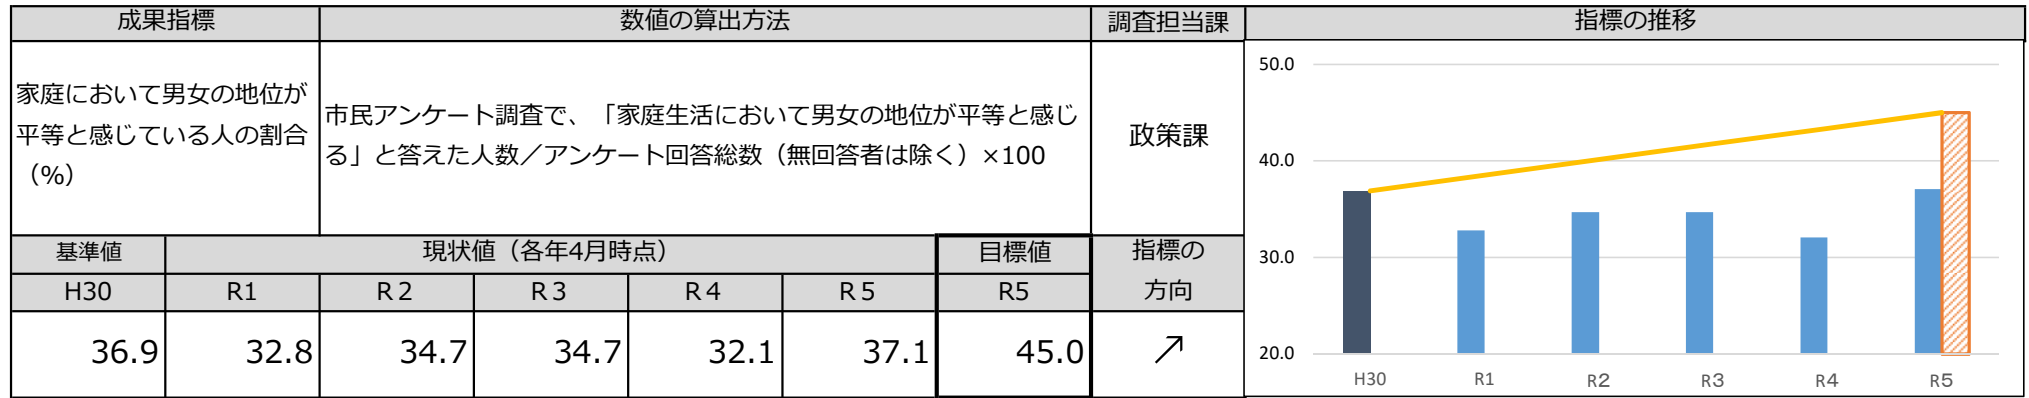 成果指標
数値の算出方法
調査担当課
指標の推移
家庭において男女の地位が
平等と感じている人の割合
（%）
市民アンケート調査で、「家庭生活において男女の地位が平等と感じ
る」と答えた人数／アンケート回答総数（無回答者は除く）×100
政策課
基準値
現状値（各年4月時点）
目標値
指標の
方向
H30
R1
R２
R３
R４
R５
R5
36.9
32.8
34.7
34.7
32.1
37.1
45.0
↗
50.0
40.0
30.0
20.0
H30
R1
R２
R３
R４
R５